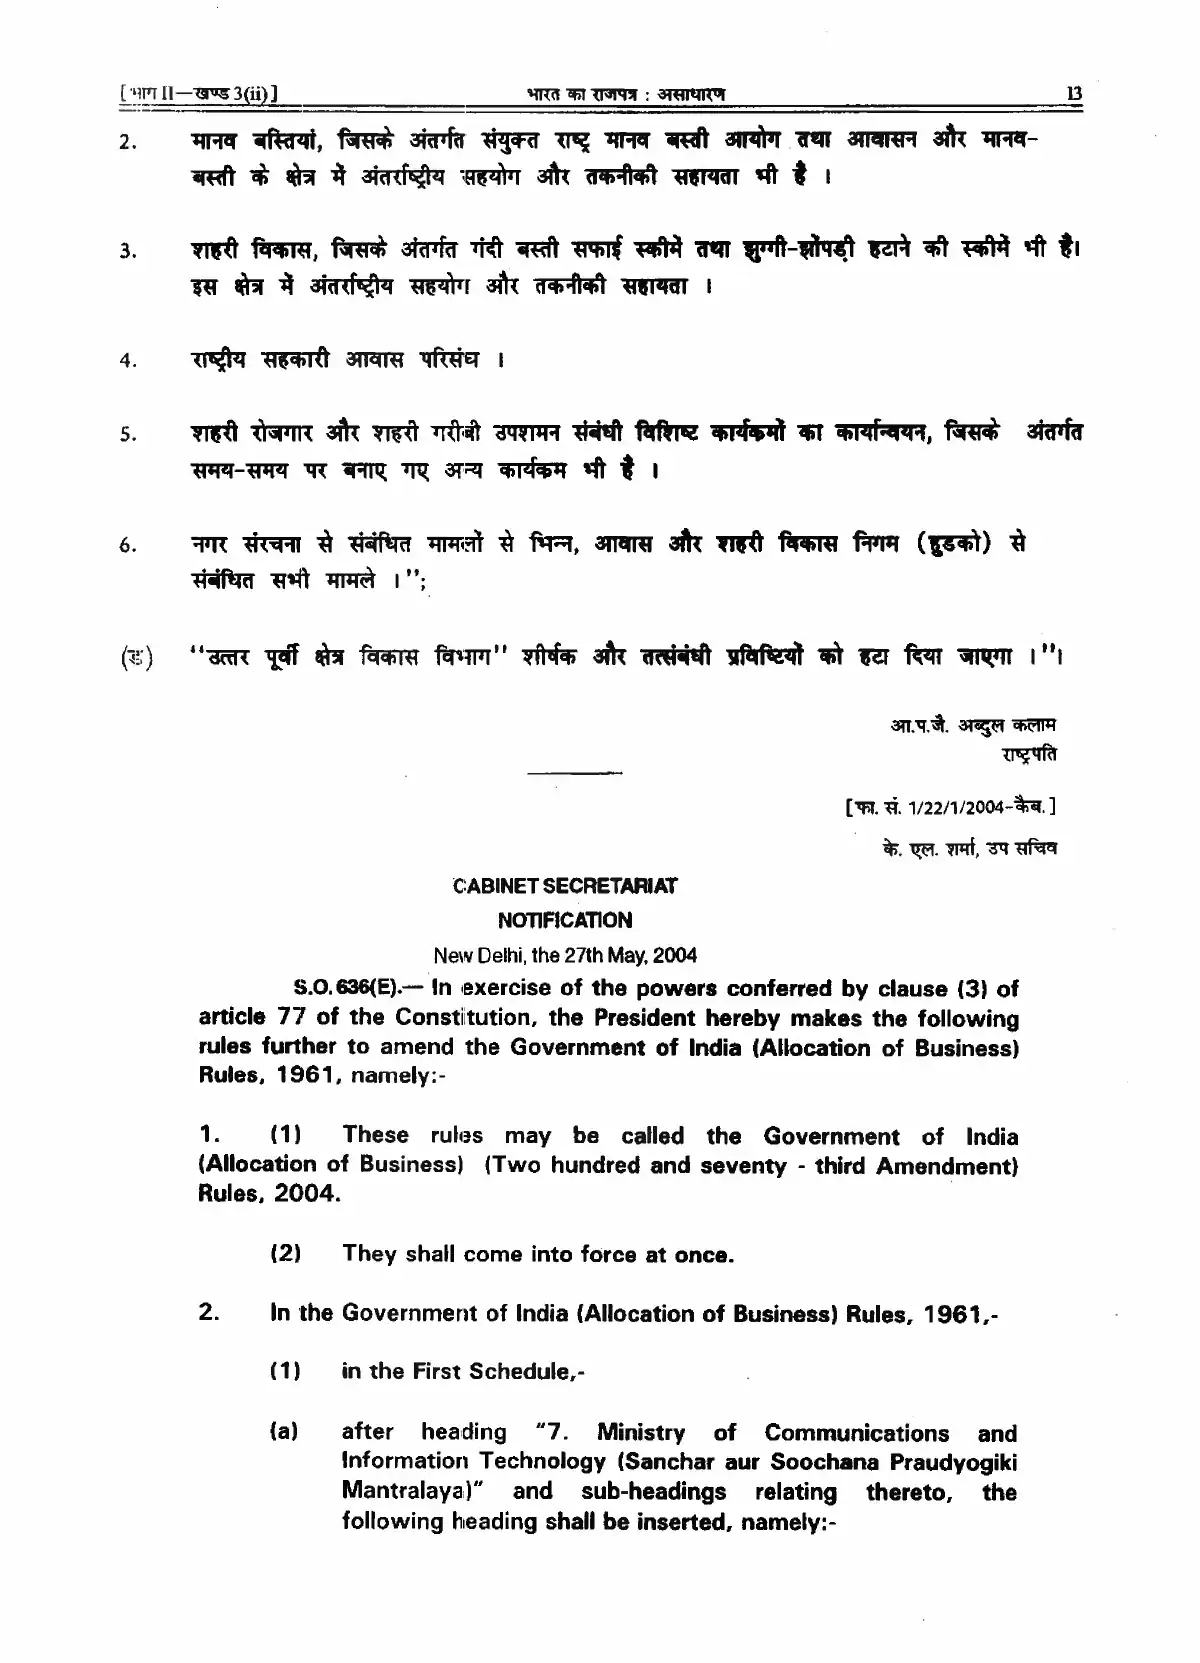 [ भाग II—खण्ड 3(ii) ] भारत का राजपत्र : असाधारण 13
2. मानव बस्तियां, जिसके अंतर्गत संयुक्त राष्ट्र मानव बस्ती आयोग तथा आवासन और मानव-
बस्ती के क्षेत्र में अंतर्राष्ट्रीय सहयोग और तकनीकी सहायता भी है ।
3. शहरी विकास, जिसके अंतर्गत गंदी बस्ती सफाई स्कीमें तथा झुग्गी-झोंपड़ी हटाने की स्कीमें भी हैं।
इस क्षेत्र में अंतर्राष्ट्रीय सहयोग और तकनीकी सहायता ।
4. राष्ट्रीय सहकारी आवास परिसंघ ।
5. शहरी रोजगार और शहरी गरीबी उपशमन संबंधी विशिष्ट कार्यक्रमों का कार्यान्वयन, जिसके अंतर्गत
समय-समय पर बनाए गए अन्य कार्यक्रम भी हैं ।
6. नगर संरचना से संबंधित मामलों से भिन्न, आवास और शहरी विकास निगम (हुडको) से
संबंधित सभी मामले ।";
(ड) "उत्तर पूर्वी क्षेत्र विकास विभाग" शीर्षक और तत्संबंधी प्रविष्टियों को हटा दिया जाएगा ।"।
आ.प.जै. अब्दुल कलाम
राष्ट्रपति
[फा. सं. 1/22/1/2004-कैब.]
के. एल. शर्मा, उप सचिव
CABINET SECRETARIAT
NOTIFICATION
New Delhi, the 27th May, 2004
S.O. 636(E).— In exercise of the powers conferred by clause (3) of
article 77 of the Constitution, the President hereby makes the following
rules further to amend the Government of India (Allocation of Business)
Rules, 1961, namely:-
1. (1) These rules may be called the Government of India
(Allocation of Business) (Two hundred and seventy - third Amendment)
Rules, 2004.
(2) They shall come into force at once.
2. In the Government of India (Allocation of Business) Rules, 1961,-
(1) in the First Schedule,-
(a) after heading "7. Ministry of Communications and
Information Technology (Sanchar aur Soochana Praudyogiki
Mantralaya)" and sub-headings relating thereto, the
following heading shall be inserted, namely:-